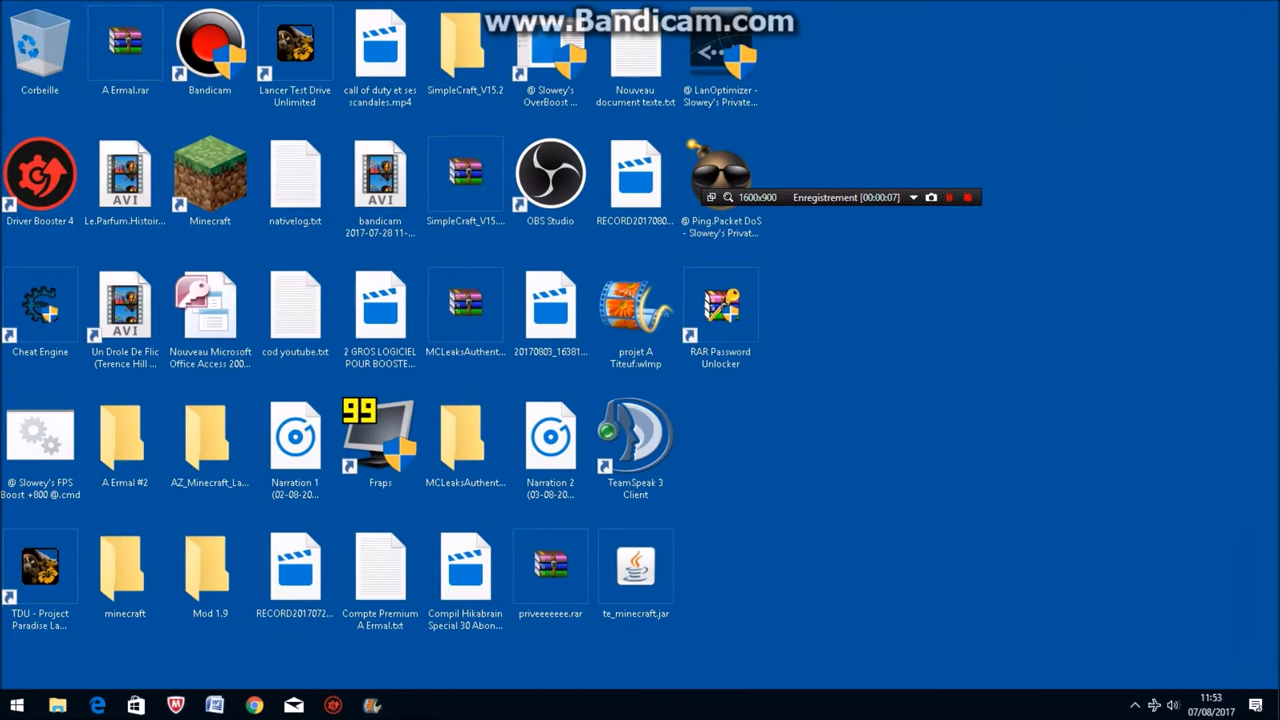 www.Bandicam.com
Corbeille
A Ermal.rar
Bandicam
Lancer Test Drive
Unlimited
call of duty et ses
scandales.mp4
SimpleCraft_V15.2
@ Slowey's
OverBoost ...
Nouveau
document texte.txt
@ LanOptimizer -
Slowey's Private...
Driver Booster 4
Le.Parfum.Histoir...
Minecraft
nativelog.txt
AVI
bandicam
2017-07-28 11-...
SimpleCraft_V15....
OBS Studio
RECORD2017080...
@ Ping.Packet DoS
- Slowey's Privat...
1600x900
Enregistrement [00:00:07]
AVI
Cheat Engine
AVI
Un Drole De Flic
(Terence Hill ...
Nouveau Microsoft
Office Access 200...
cod youtube.txt
2 GROS LOGICIEL
POUR BOOSTE...
MCLeaksAuthent...
20170803_16381...
projet A
Titeuf.wlmp
RAR Password
Unlocker
@ Slowey's FPS
Boost +800 @.cmd
A Ermal #2
AZ_Minecraft_La...
Narration 1
(02-08-20...
99
Fraps
MCLeaksAuthent...
Narration 2
(03-08-20...
TeamSpeak 3
Client
TDU - Project
Paradise La...
minecraft
Mod 1.9
RECORD2017072...
Compte Premium
A Ermal.txt
Compil Hikabrain
Special 30 Abon...
priveeeeeee.rar
te_minecraft.jar
11:53
07/08/2017